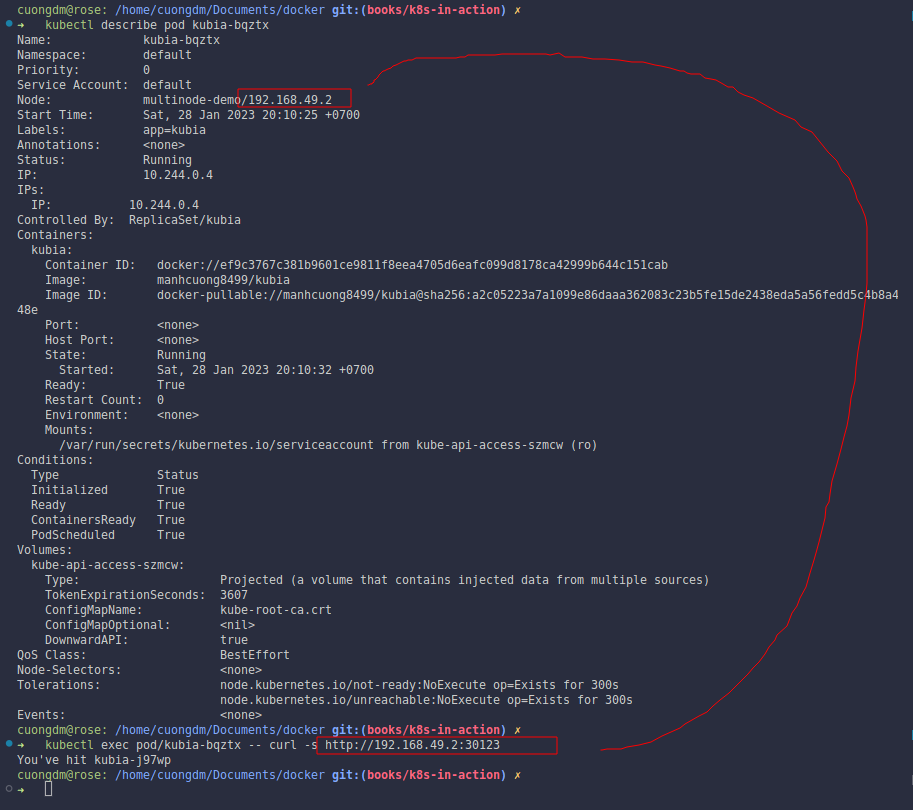 cuongdm@rose: /home/cuongdm/Documents/docker git:(books/k8s-in-action) ✗
➜ kubectl describe pod kubia-bqztx
Name: kubia-bqztx
Namespace: default
Priority: 0
Service Account: default
Node: multinode-demo/192.168.49.2
Start Time: Sat, 28 Jan 2023 20:10:25 +0700
Labels: app=kubia
Annotations: <none>
Status: Running
IP: 10.244.0.4
IPs:
IP: 10.244.0.4
Controlled By: ReplicaSet/kubia
Containers:
kubia:
Container ID: docker://ef9c3767c381b9601ce9811f8eea4705d6eafc099d8178ca42999b644c151cab
Image: manhcuong8499/kubia
Image ID: docker-pullable://manhcuong8499/kubia@sha256:a2c05223a7a1099e86daaa362083c23b5fe15de2438eda5a56fedd5c4b8a4
48e
Port: <none>
Host Port: <none>
State: Running
Started: Sat, 28 Jan 2023 20:10:32 +0700
Ready: True
Restart Count: 0
Environment: <none>
Mounts:
/var/run/secrets/kubernetes.io/serviceaccount from kube-api-access-szmcw (ro)
Conditions:
Type Status
Initialized True
Ready True
ContainersReady True
PodScheduled True
Volumes:
kube-api-access-szmcw:
Type: Projected (a volume that contains injected data from multiple sources)
TokenExpirationSeconds: 3607
ConfigMapName: kube-root-ca.crt
ConfigMapOptional: <nil>
DownwardAPI: true
QoS Class: BestEffort
Node-Selectors: <none>
Tolerations: node.kubernetes.io/not-ready:NoExecute op=Exists for 300s
node.kubernetes.io/unreachable:NoExecute op=Exists for 300s
Events: <none>
cuongdm@rose: /home/cuongdm/Documents/docker git:(books/k8s-in-action) ✗
➜ kubectl exec pod/kubia-bqztx -- curl -s http://192.168.49.2:30123
You've hit kubia-j97wp
cuongdm@rose: /home/cuongdm/Documents/docker git:(books/k8s-in-action) ✗
➜